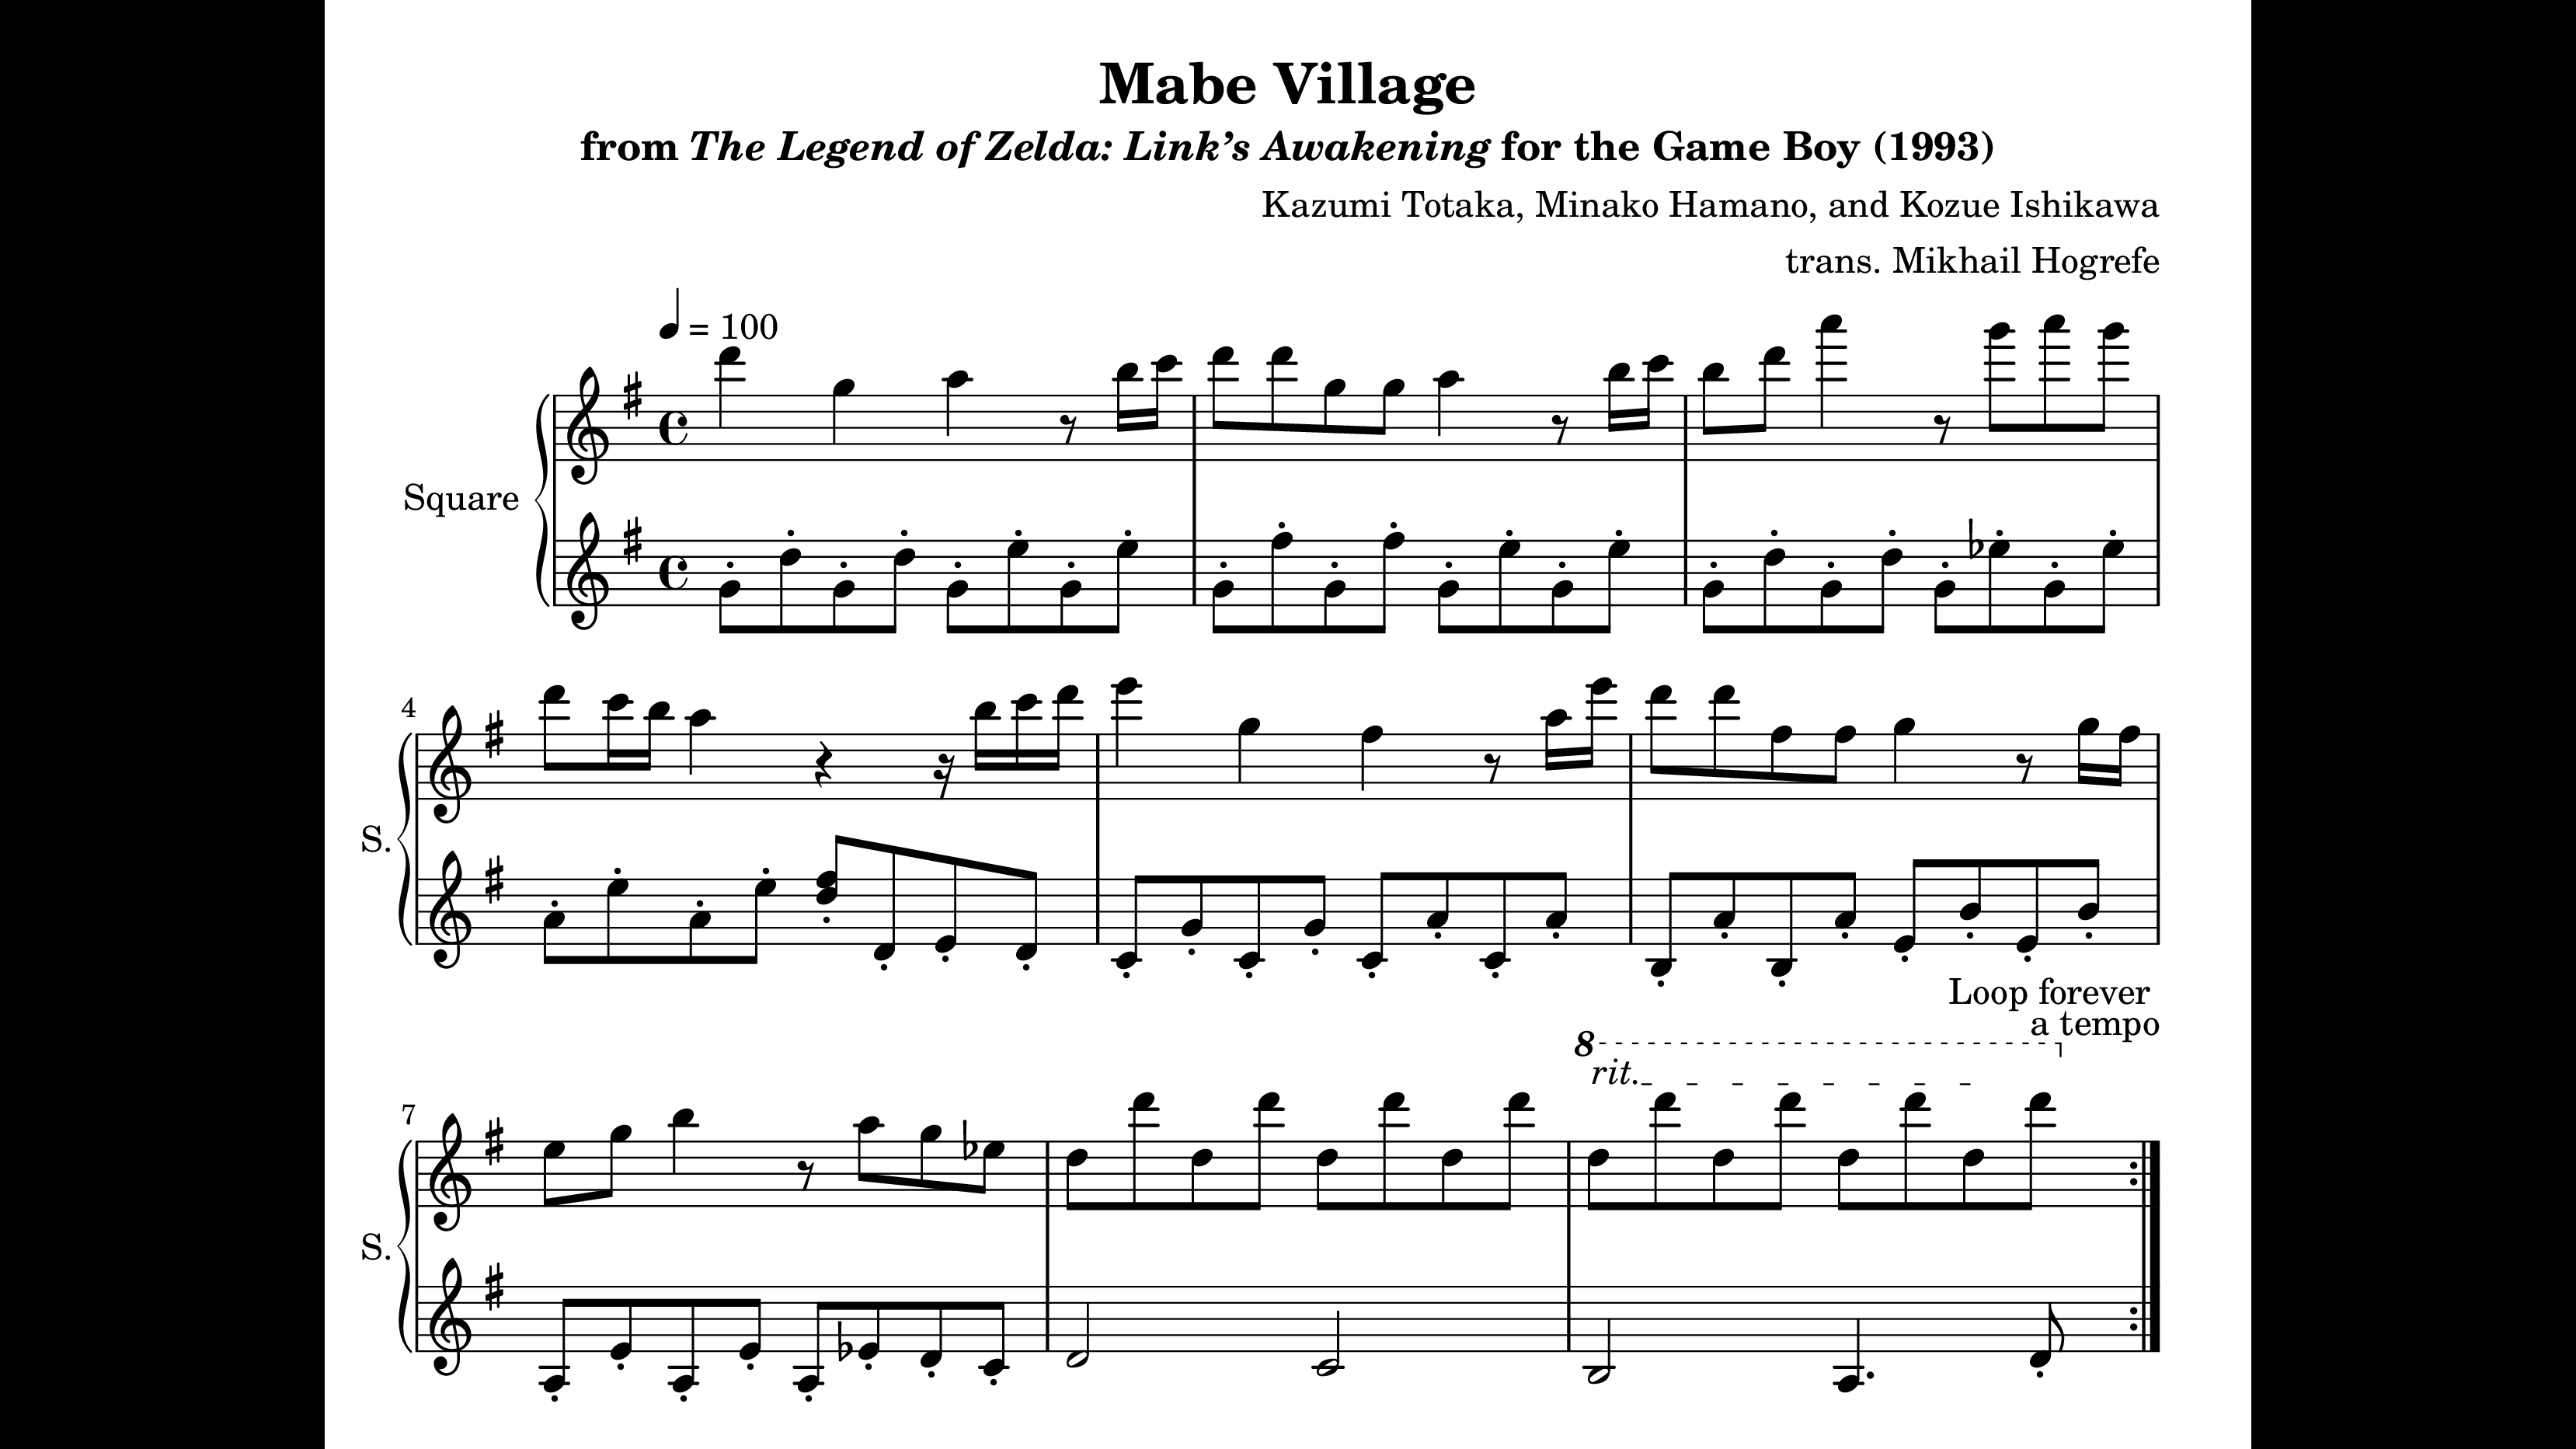 Mabe Village
from The Legend of Zelda: Link’s Awakening for the Game Boy (1993)
Kazumi Totaka, Minako Hamano, and Kozue Ishikawa
trans. Mikhail Hogrefe
= 100
Square
4
S.
Loop forever
a tempo
8
rit.
7
S.